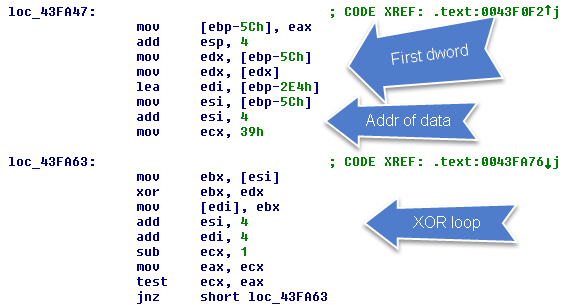 loc_43FA47: ; CODE XREF: .text:0043F0F2↑j
mov [ebp-5Ch], eax
add esp, 4
mov edx, [ebp-5Ch]
mov edx, [edx]
lea edi, [ebp-2E4h]
mov esi, [ebp-5Ch]
add esi, 4
mov ecx, 39h
First dword
Addr of data
loc_43FA63: ; CODE XREF: .text:0043FA76↓j
mov ebx, [esi]
xor ebx, edx
mov [edi], ebx
add esi, 4
add edi, 4
sub ecx, 1
mov eax, ecx
test ecx, eax
jnz short loc_43FA63
XOR loop